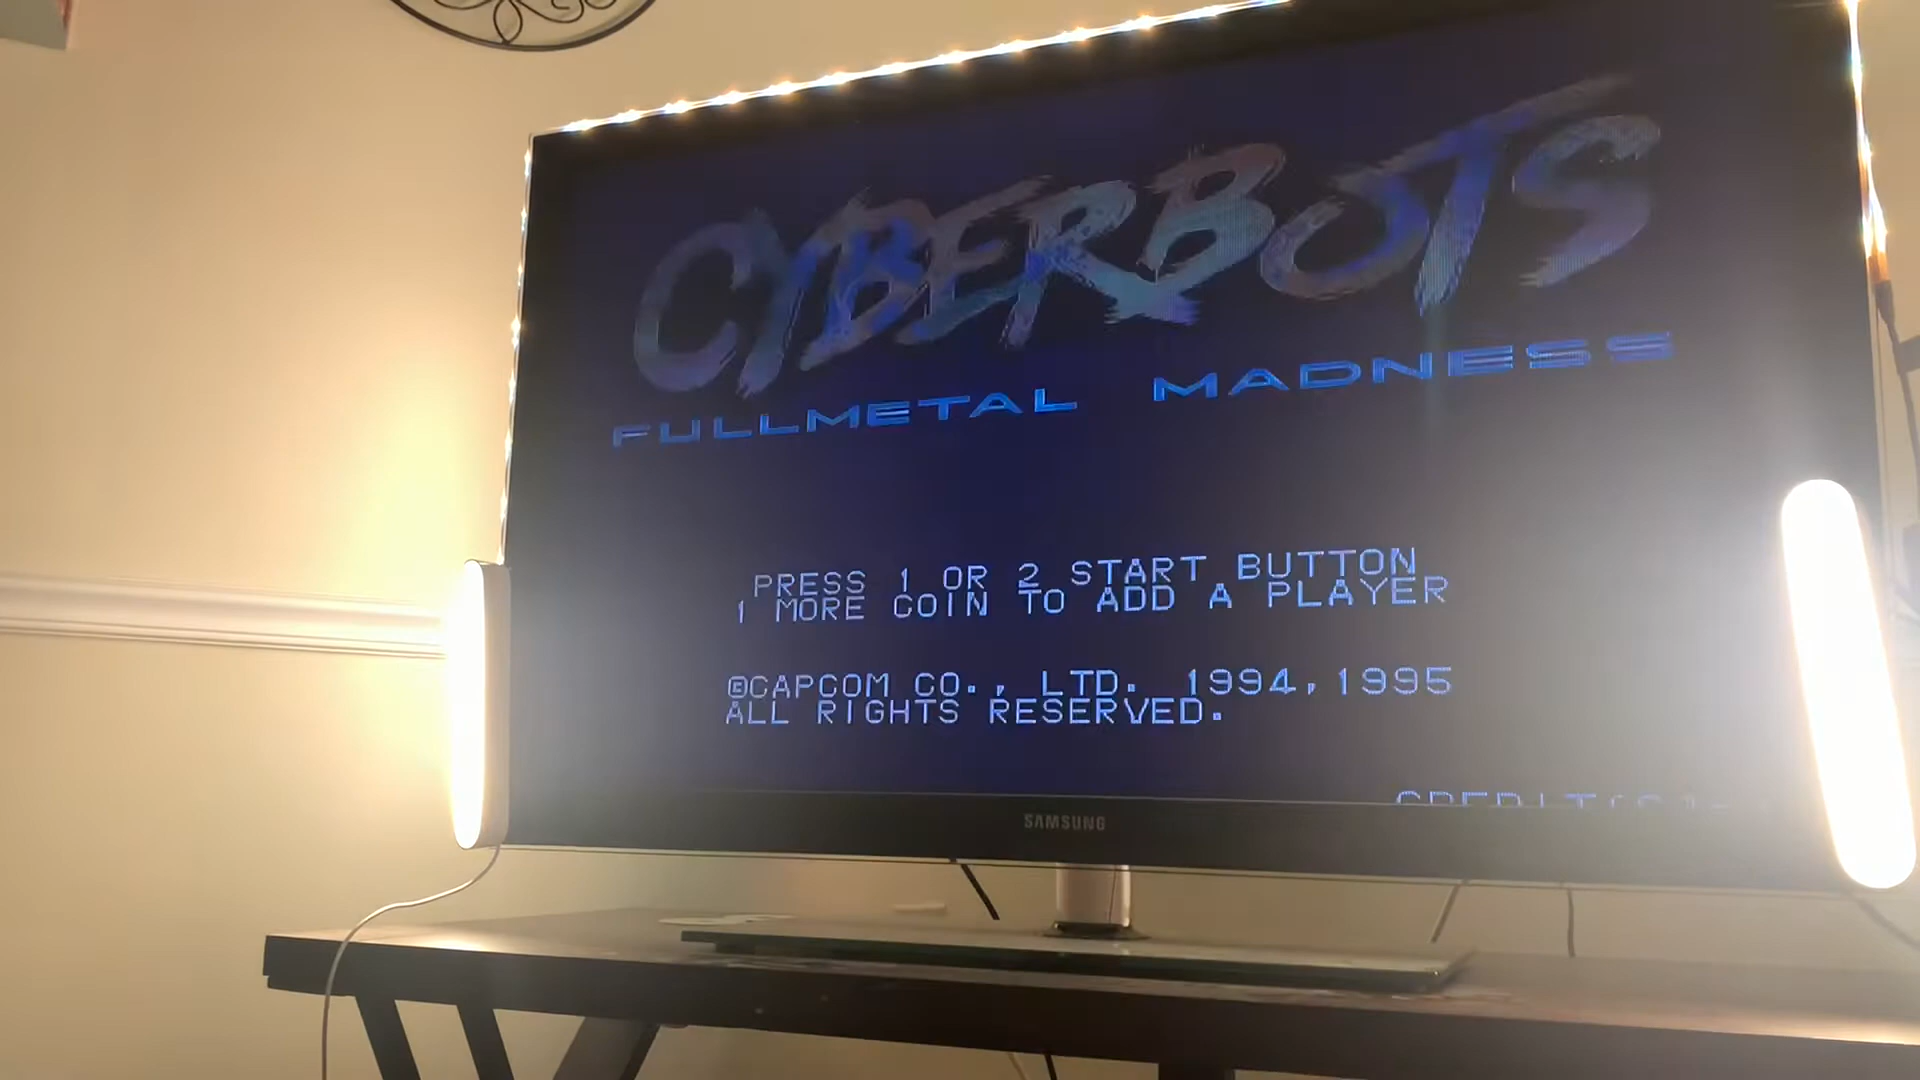 CYBERBOTS
FULLMETAL MADNESS
PRESS 1 OR 2 START BUTTON
1 MORE COIN TO ADD A PLAYER
©CAPCOM CO., LTD. 1994,1995
ALL RIGHTS RESERVED.
SAMSUNG